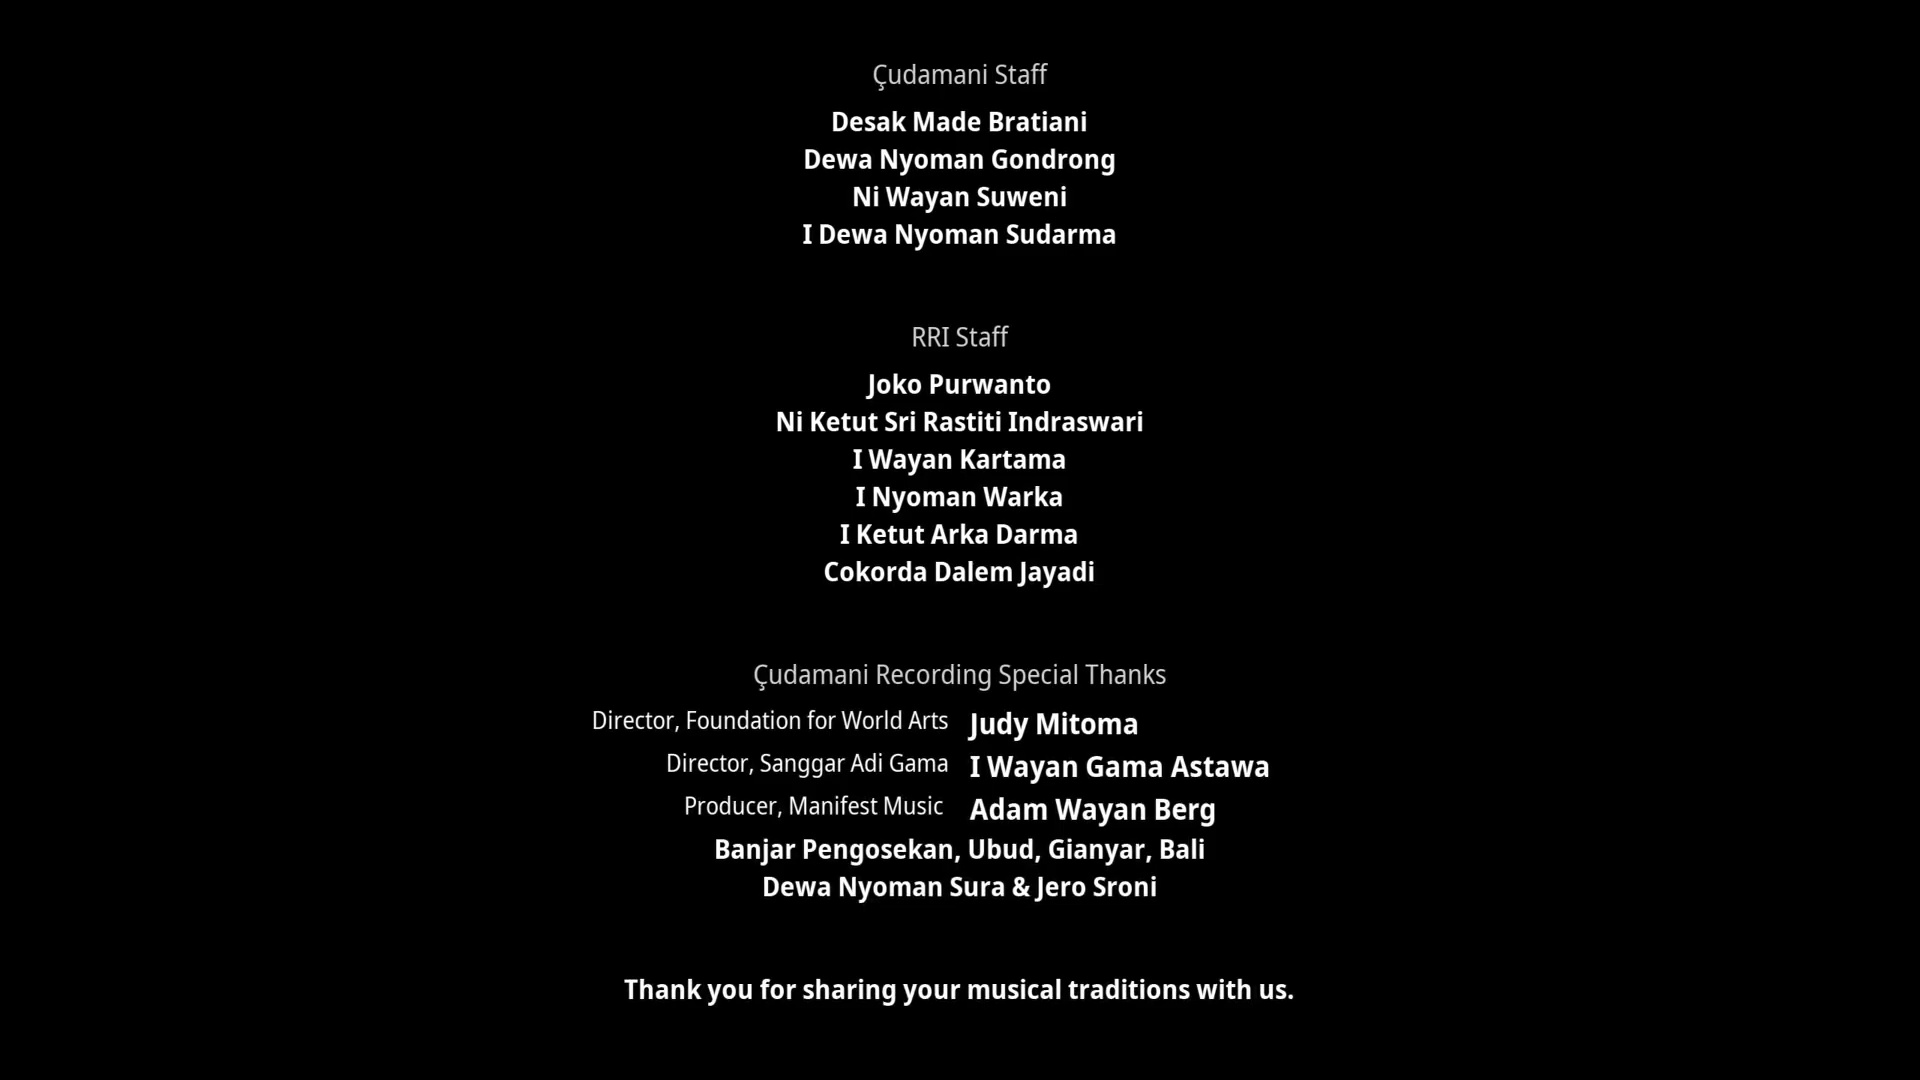 Çudamani Staff
Desak Made Bratiani
Dewa Nyoman Gondrong
Ni Wayan Suweni
I Dewa Nyoman Sudarma
RRI Staff
Joko Purwanto
Ni Ketut Sri Rastiti Indraswari
I Wayan Kartama
I Nyoman Warka
I Ketut Arka Darma
Cokorda Dalem Jayadi
Çudamani Recording Special Thanks
Director, Foundation for World Arts Judy Mitoma
Director, Sanggar Adi Gama I Wayan Gama Astawa
Producer, Manifest Music Adam Wayan Berg
Banjar Pengosekan, Ubud, Gianyar, Bali
Dewa Nyoman Sura & Jero Sroni
Thank you for sharing your musical traditions with us.